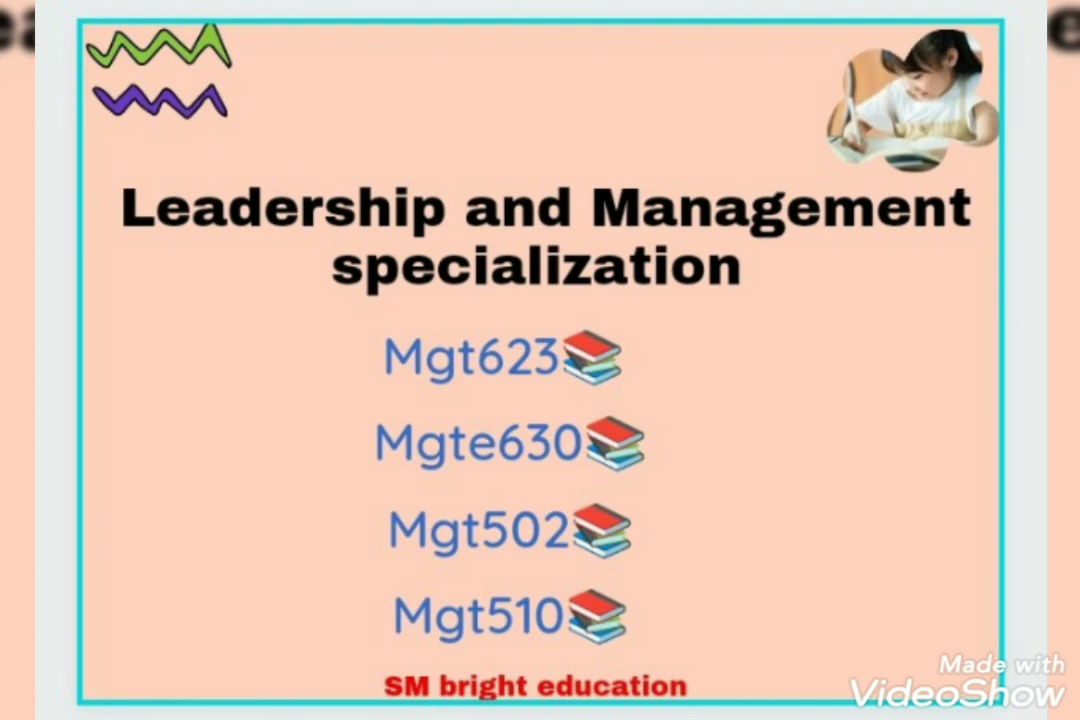 Leadership and Management
specialization
Mgt623📚
Mgte630📚
Mgt502📚
Mgt510📚
SM bright education
Made with
VideoShow